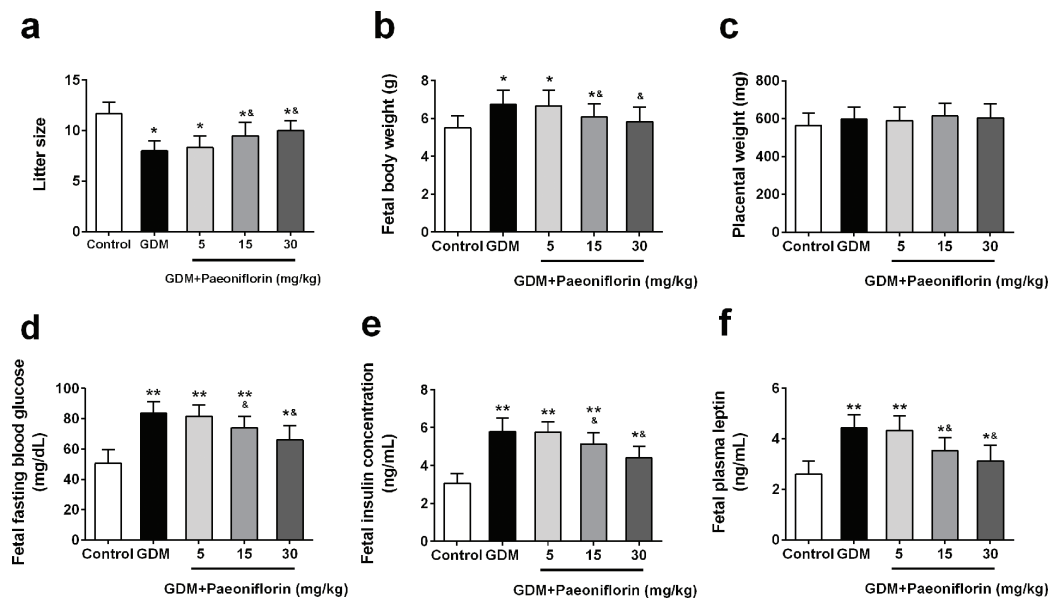 a
Litter size
15
10
5
0
*
*
*&
*&
Control GDM 5 15 30
GDM+Paeoniflorin (mg/kg)
b
Fetal body weight (g)
8
6
4
2
0
*
*
*&
&
Control GDM 5 15 30
GDM+Paeoniflorin (mg/kg)
c
Placental weight (mg)
800
600
400
200
0
Control GDM 5 15 30
GDM+Paeoniflorin (mg/kg)
d
Fetal fasting blood glucose
(mg/dL)
100
80
60
40
20
0
**
**
**
&
*&
Control GDM 5 15 30
GDM+Paeoniflorin (mg/kg)
e
Fetal insulin concentration
(ng/mL)
8
6
4
2
0
**
**
**
&
*&
Control GDM 5 15 30
GDM+Paeoniflorin (mg/kg)
f
Fetal plasma leptin
(ng/mL)
6
4
2
0
**
**
*&
*&
Control GDM 5 15 30
GDM+Paeoniflorin (mg/kg)